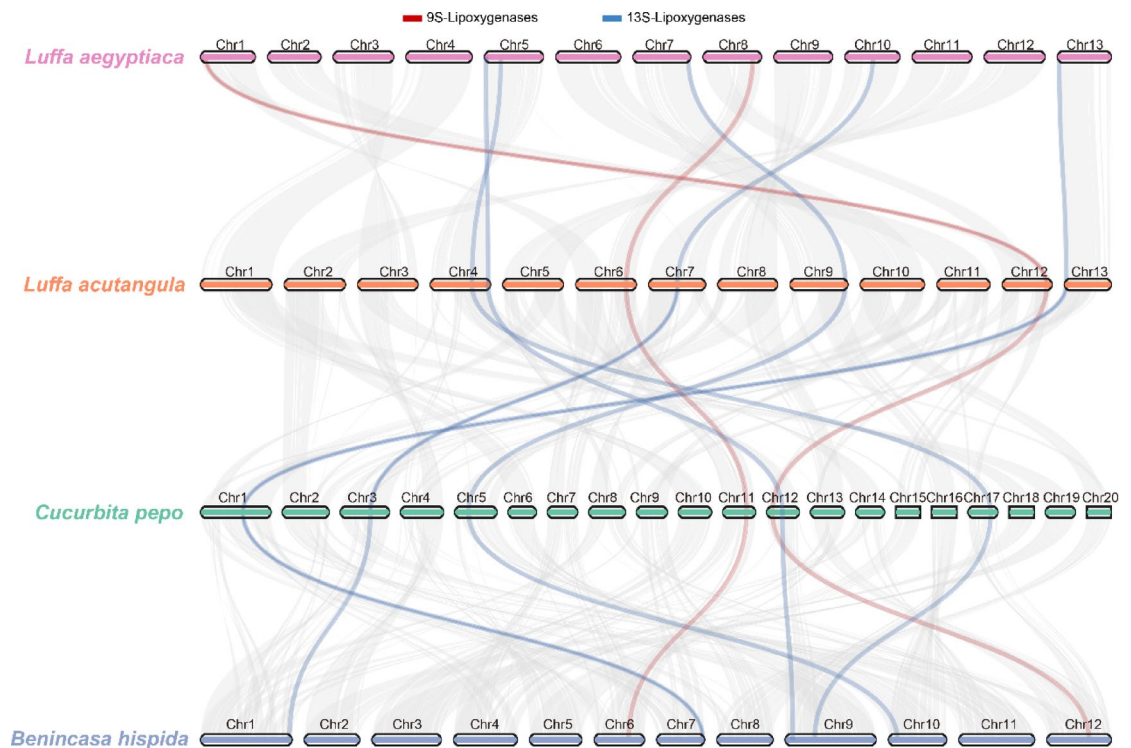 9S-Lipoxygenases 13S-Lipoxygenases
Chr1 Chr2 Chr3 Chr4 Chr5 Chr6 Chr7 Chr8 Chr9 Chr10 Chr11 Chr12 Chr13
Luffa aegyptiaca
Chr1 Chr2 Chr3 Chr4 Chr5 Chr6 Chr7 Chr8 Chr9 Chr10 Chr11 Chr12 Chr13
Luffa acutangula
Chr1 Chr2 Chr3 Chr4 Chr5 Chr6 Chr7 Chr8 Chr9 Chr10 Chr11 Chr12 Chr13 Chr14 Chr15 Chr16 Chr17 Chr18 Chr19 Chr20
Cucurbita pepo
Chr1 Chr2 Chr3 Chr4 Chr5 Chr6 Chr7 Chr8 Chr9 Chr10 Chr11 Chr12
Benincasa hispida